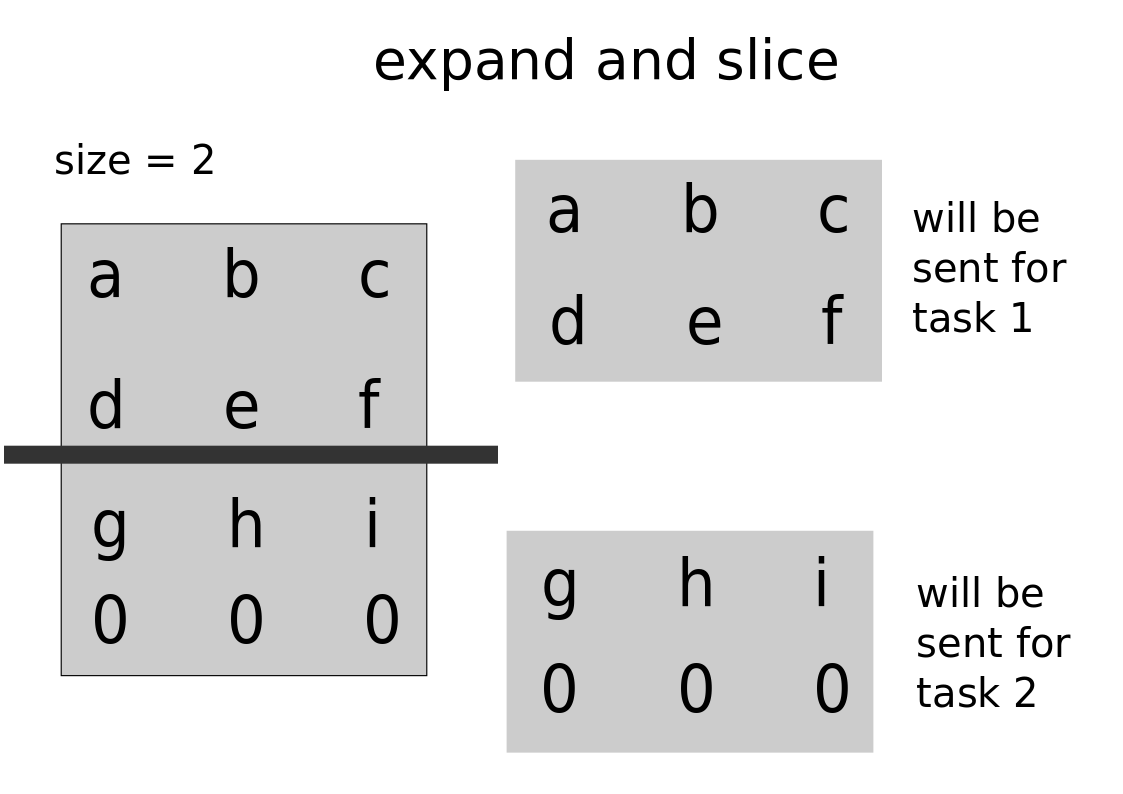 expand and slice
size = 2
a b c
d e f
g h i
0 0 0
a b c
d e f
will be
sent for
task 1
g h i
0 0 0
will be
sent for
task 2